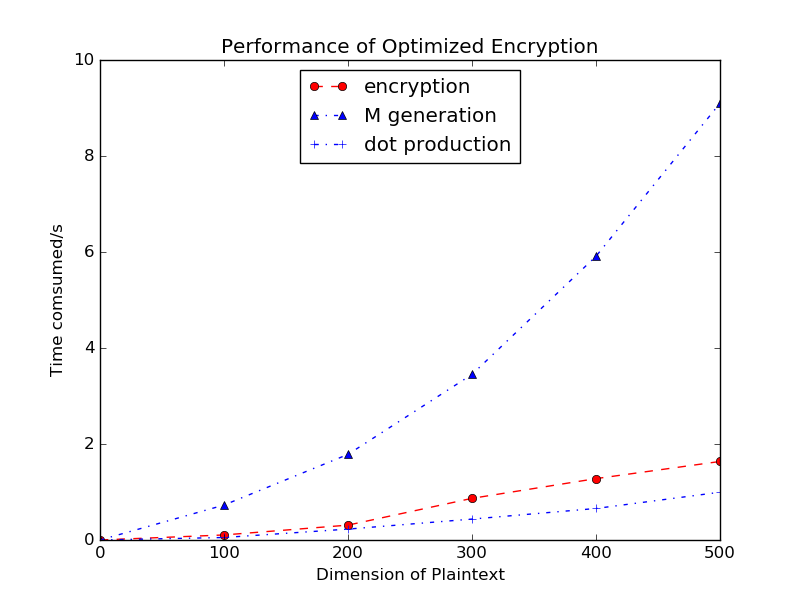 Performance of Optimized Encryption
encryption
M generation
dot production
Time comsumed/s
10
8
6
4
2
0
0 100 200 300 400 500
Dimension of Plaintext